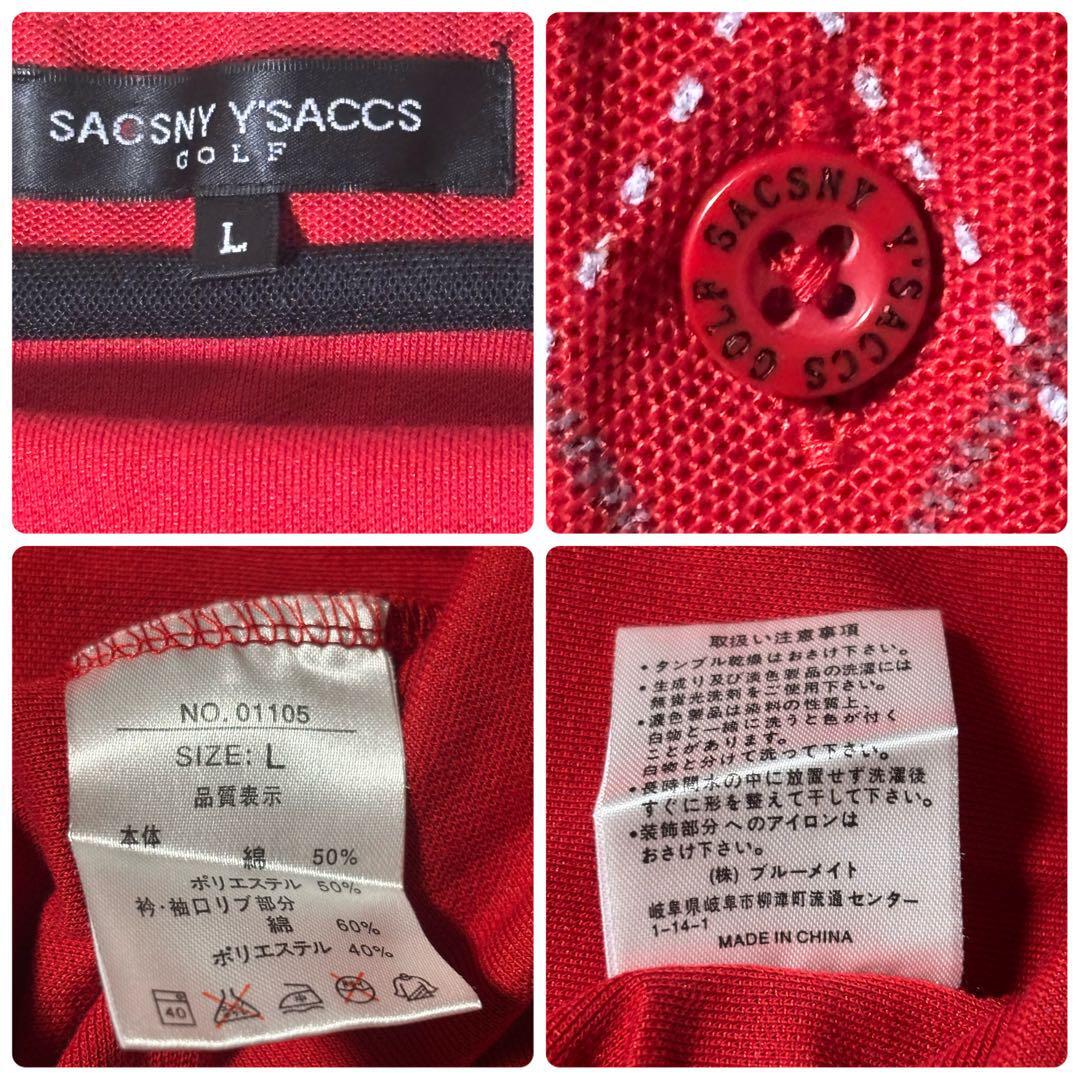 SACSNY Y'SACCS
GOLF
L
SACSNY Y'SACCS GOLF
NO. 01105
SIZE: L
品質表示
本体
綿 50%
ポリエステル 50%
衿・袖口リブ部分
綿 60%
ポリエステル 40%
40
中
取扱い注意事項
・タンブル乾燥はおさけ下さい。
・生成り及び淡色製品の洗濯には
無蛍光洗剤をご使用下さい。
・濃色製品は染料の性質上、
白物と一緒に洗うと色が付く
ことがあります。
白物と分けて洗って下さい。
・長時間水の中に放置せず洗濯後
すぐに形を整えて干して下さい。
・装飾部分へのアイロンは
おさけ下さい。
(株) ブルーメイト
岐阜県岐阜市柳津町流通センター
1-14-1
MADE IN CHINA